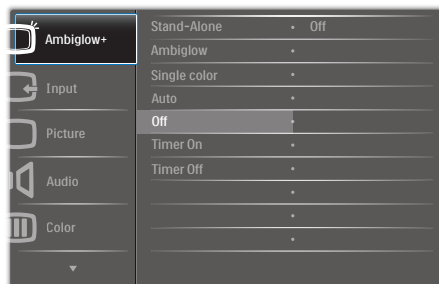 Ambiglow+
Input
Picture
Audio
Color
Stand-Alone • Off
Ambiglow •
Single color •
Auto •
Off •
Timer On •
Timer Off •
•
•
•